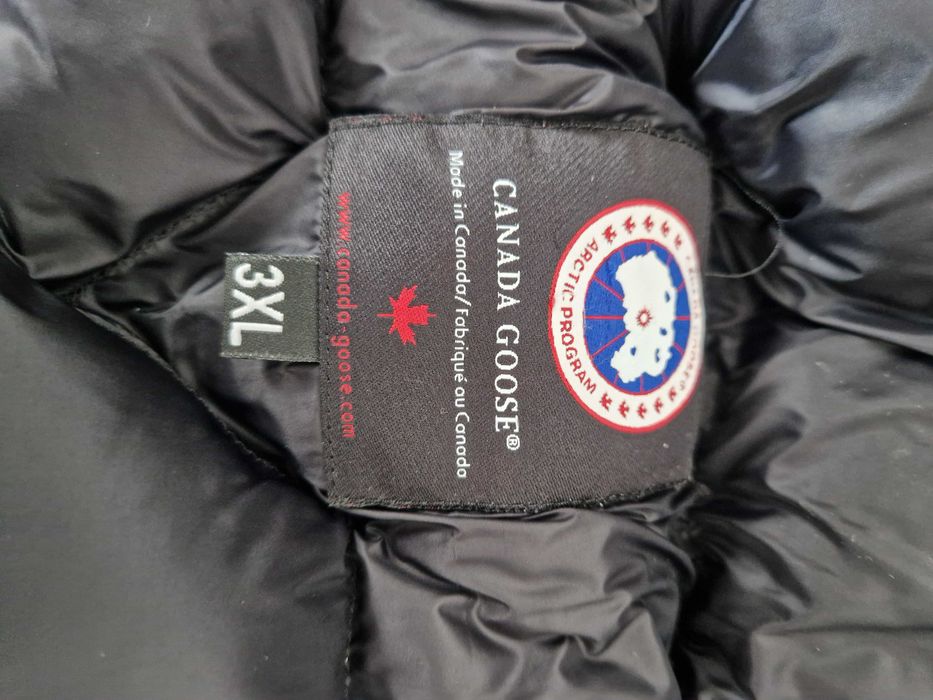 ARCTIC PROGRAM
CANADA GOOSE®
Made in Canada/Fabriqué au Canada
www.canada-goose.com
3XL